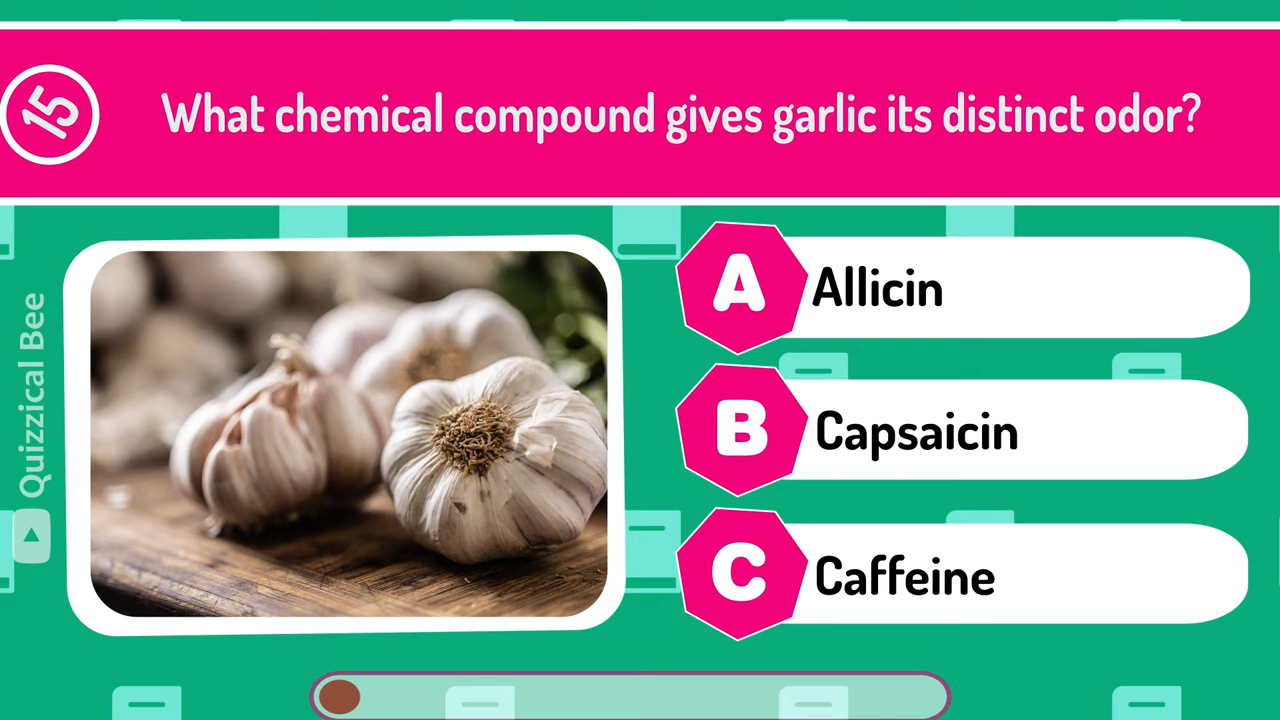 15
What chemical compound gives garlic its distinct odor?
Quizzical Bee
A Allicin
B Capsaicin
C Caffeine